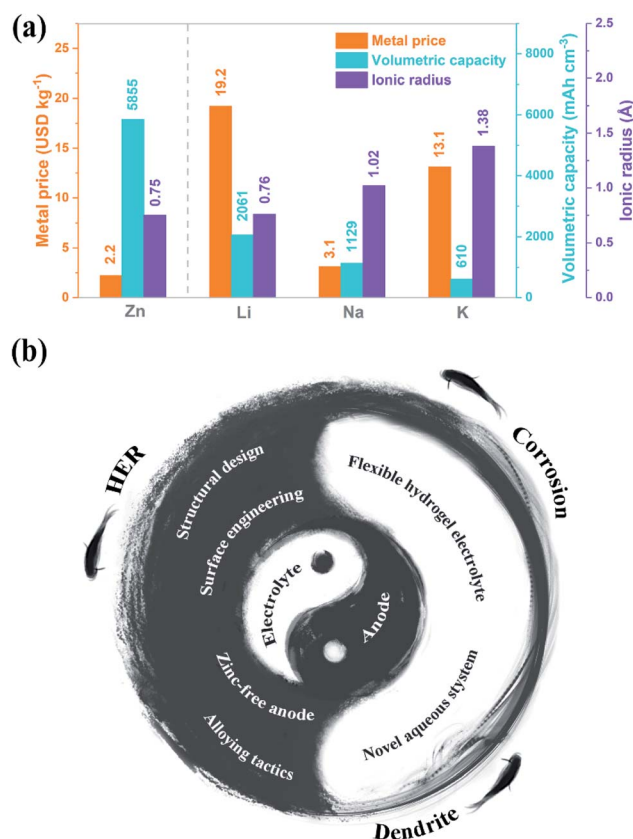 (a)
Metal price
Volumetric capacity
Ionic radius
Metal price (USD kg⁻¹)
25
20
15
10
5
0
2.2
5855
0.75
19.2
2061
0.76
3.1
1129
1.02
13.1
610
1.38
Zn
Li
Na
K
8000
6000
4000
2000
0
Volumetric capacity (mAh cm⁻³)
2.5
2.0
1.5
1.0
0.5
0.0
Ionic radius (Å)
(b)
HER
Corrosion
Dendrite
Structural design
Surface engineering
Zinc-free anode
Alloying tactics
Electrolyte
Anode
Flexible hydrogel electrolyte
Novel aqueous stystem